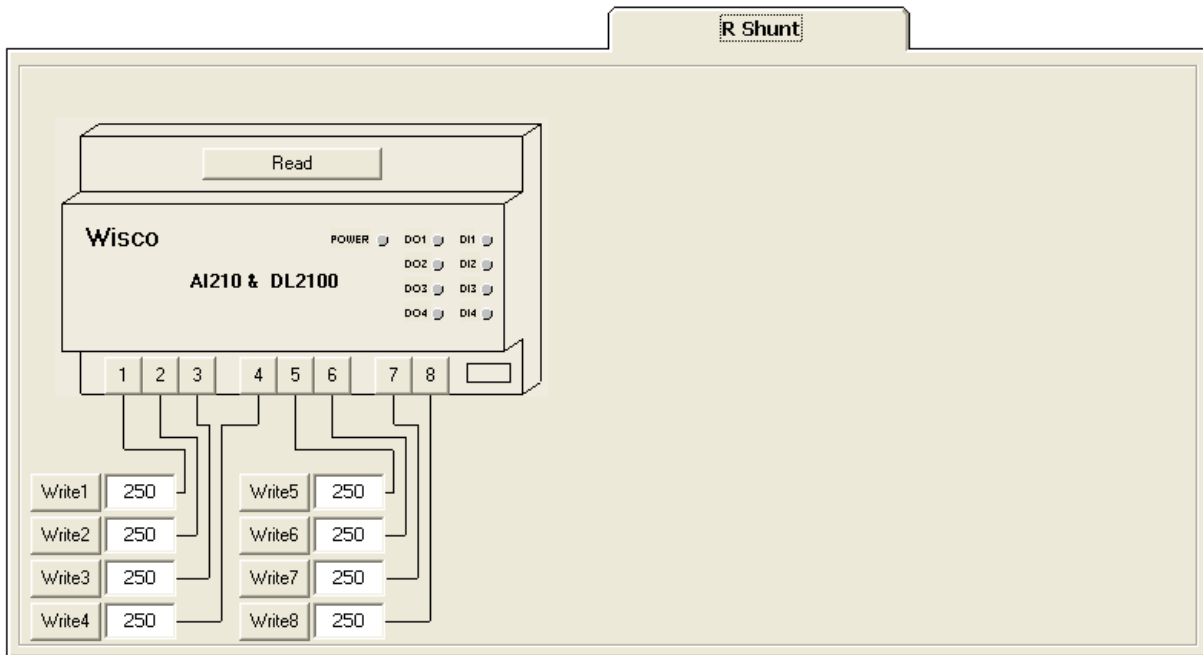 R Shunt
Read
Wisco
POWER DO1 DI1
DO2 DI2
AI210 & DL2100
DO3 DI3
DO4 DI4
1 2 3 4 5 6 7 8
Write1 250 Write5 250
Write2 250 Write6 250
Write3 250 Write7 250
Write4 250 Write8 250